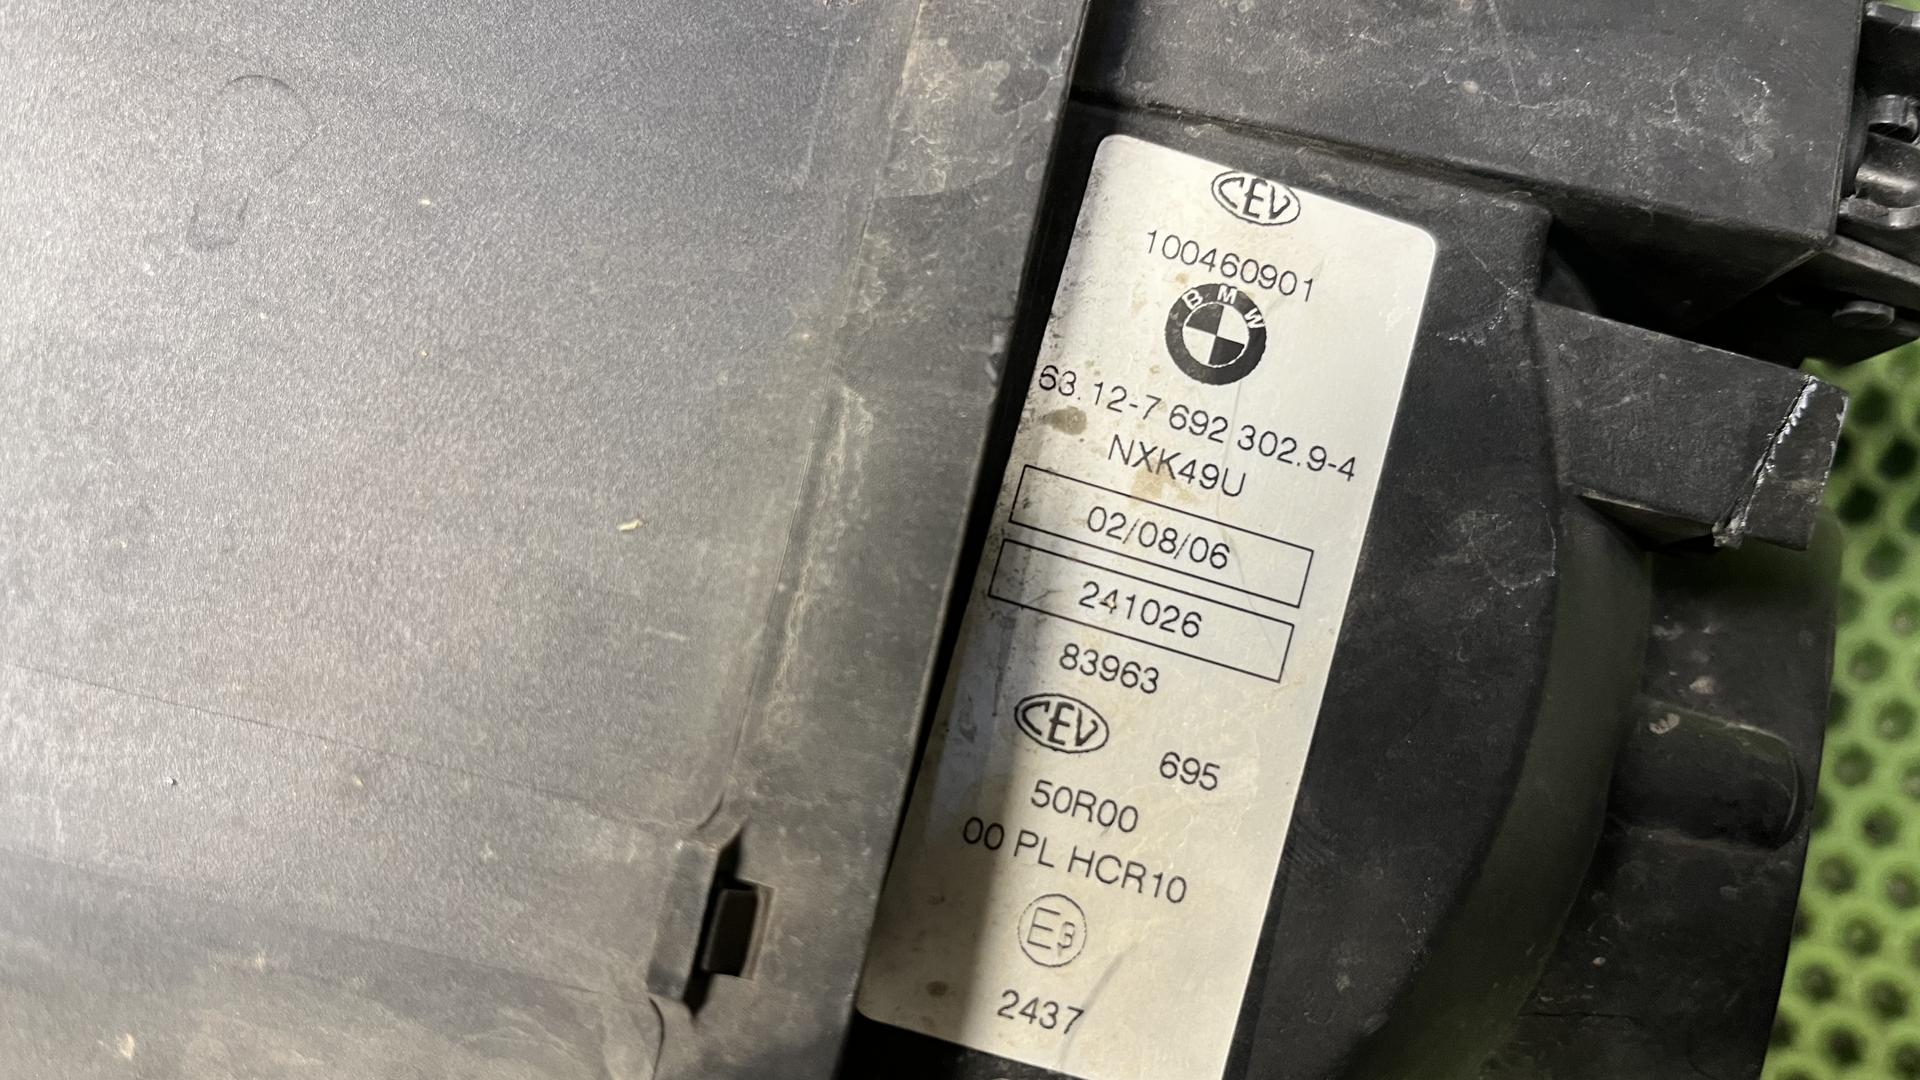 CEV
100460901
BMW
63.12-7 692 302.9-4
NXK49U
02/08/06
241026
83963
CEV
695
50R00
00 PL HCR10
E3
2437